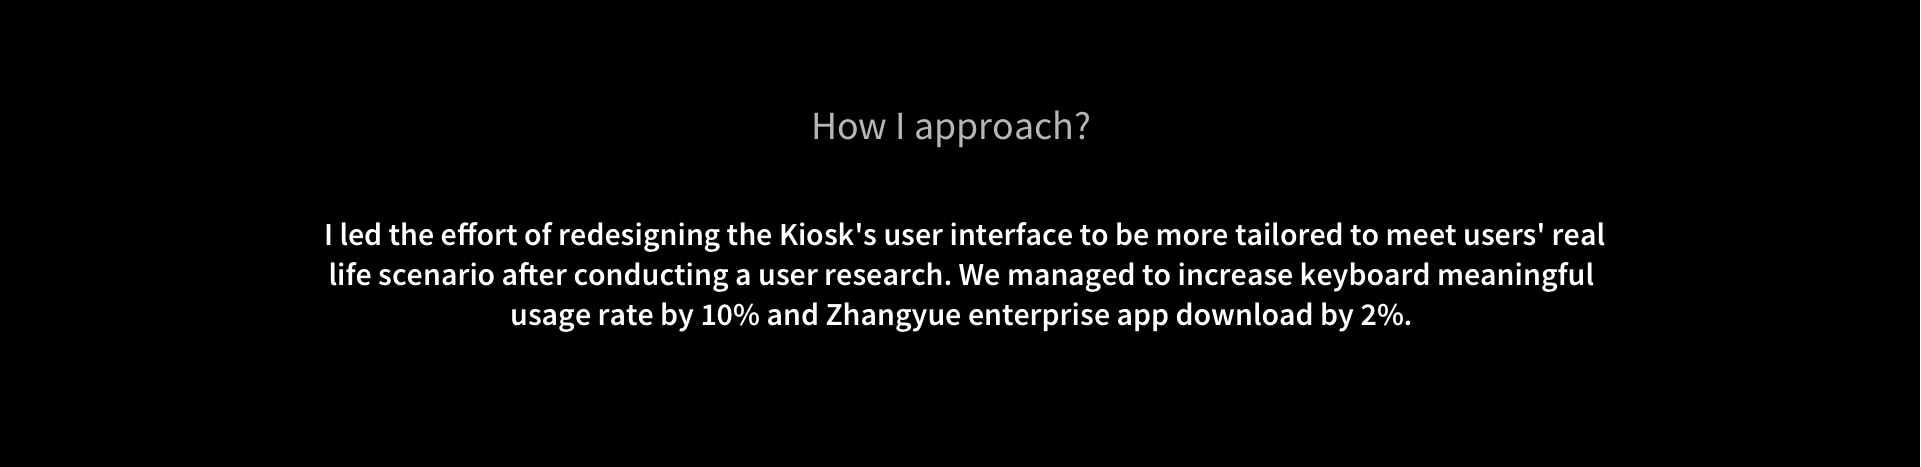 How I approach?
I led the effort of redesigning the Kiosk's user interface to be more tailored to meet users' real
life scenario after conducting a user research. We managed to increase keyboard meaningful
usage rate by 10% and Zhangyue enterprise app download by 2%.